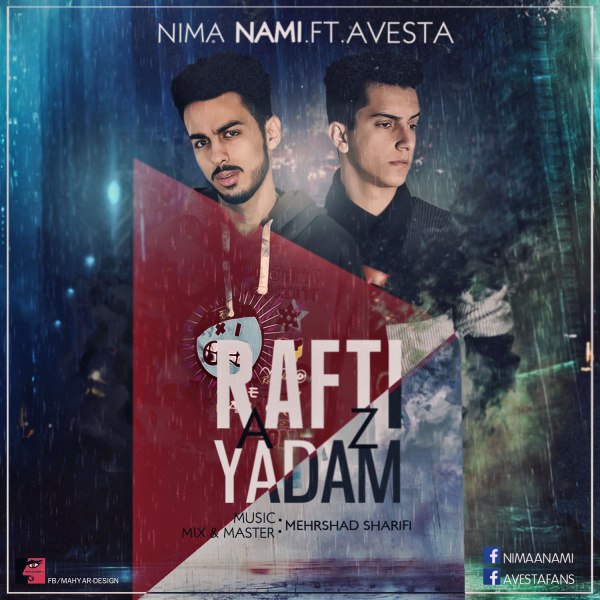 NIMA NAMI.FT.AVESTA
RAFTI
AZ
YADAM
MUSIC
MIX & MASTER : MEHRSHAD SHARIFI
NIMAANAMI
AVESTAFANS
FB/MAHYAR-DESIGN